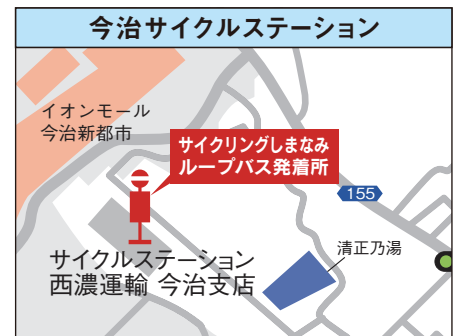 今治サイクルステーション
イオンモール
今治新都市
サイクリングしまなみ
ループバス発着所
155
清正乃湯
サイクルステーション
西濃運輸 今治支店